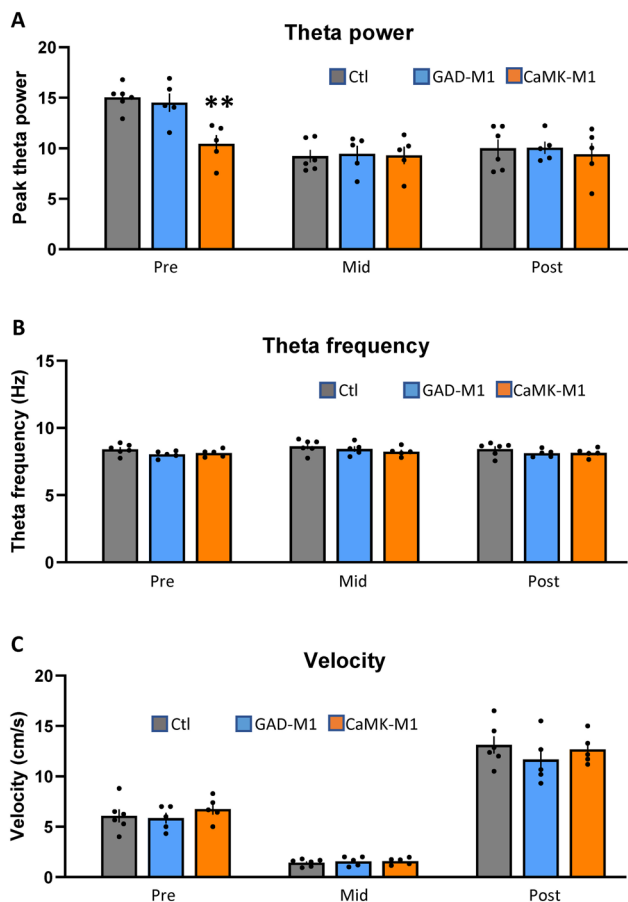 A
Theta power
Ctl GAD-M1 CaMK-M1
Peak theta power
20
15
10
5
0
**
Pre Mid Post
B
Theta frequency
Ctl GAD-M1 CaMK-M1
Theta frequency (Hz)
15
10
5
0
Pre Mid Post
C
Velocity
Ctl GAD-M1 CaMK-M1
Velocity (cm/s)
20
15
10
5
0
Pre Mid Post